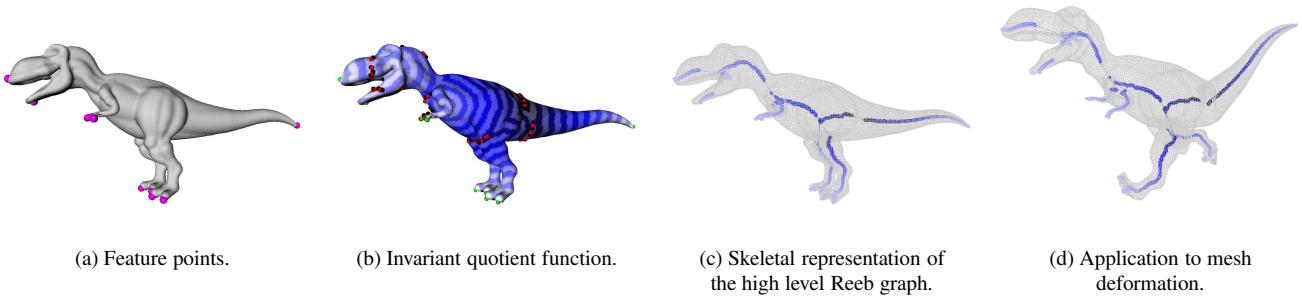 (a) Feature points.
(b) Invariant quotient function.
(c) Skeletal representation of
the high level Reeb graph.
(d) Application to mesh
deformation.